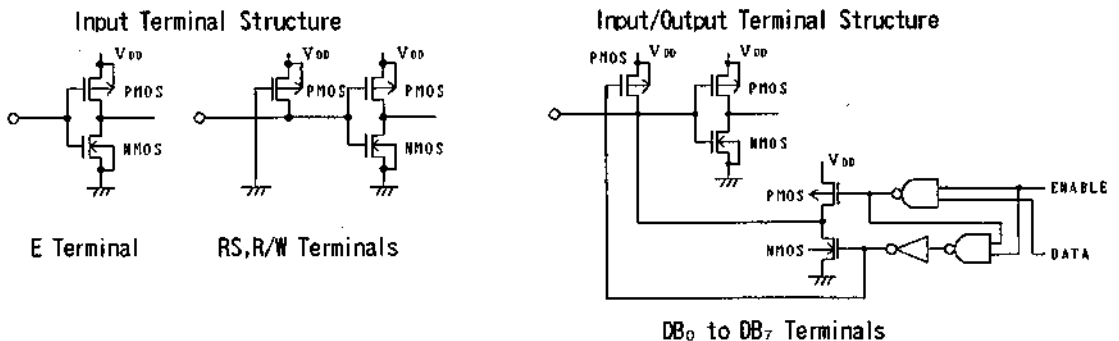 Input Terminal Structure
VDD
PMOS
NMOS
E Terminal
VDD
PMOS
VDD
PMOS
NMOS
RS,R/W Terminals
Input/Output Terminal Structure
PMOS
VDD
VDD
PMOS
NMOS
VDD
PMOS
NMOS
ENABLE
DATA
DB₀ to DB₇ Terminals